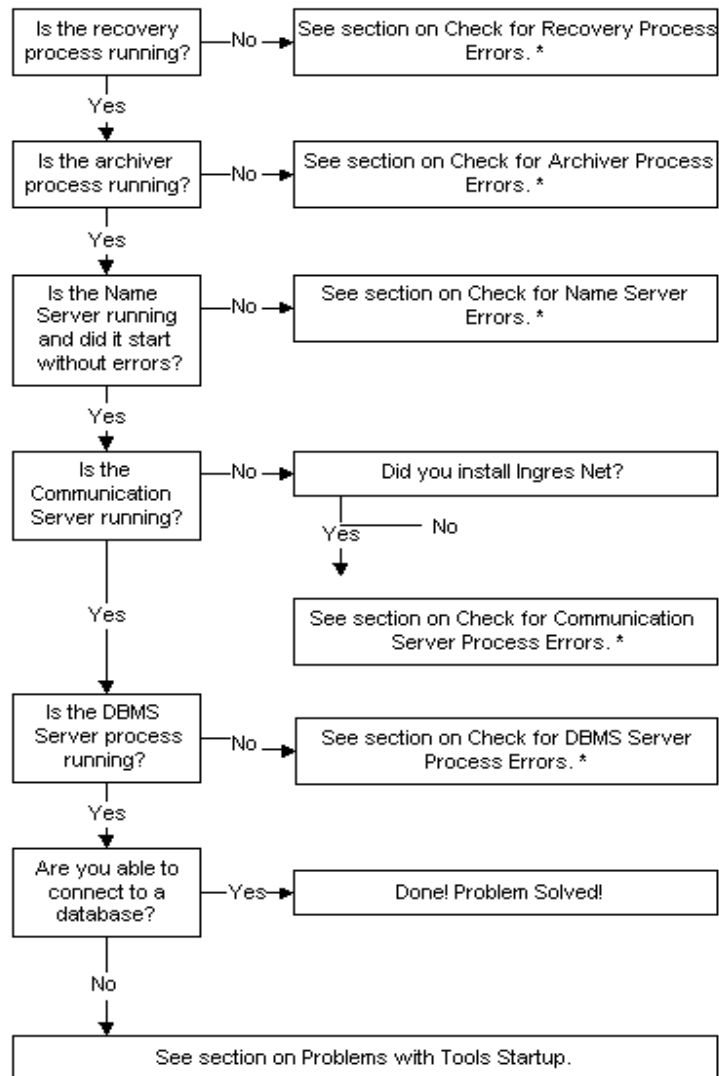 Is the recovery
process running?
No
See section on Check for Recovery Process
Errors. *
Yes
Is the archiver
process running?
No
See section on Check for Archiver Process
Errors. *
Yes
Is the Name
Server running
and did it start
without errors?
No
See section on Check for Name Server
Errors. *
Yes
Is the
Communication
Server running?
No
Did you install Ingres Net?
Yes
No
See section on Check for Communication
Server Process Errors. *
Yes
Is the DBMS
Server process
running?
No
See section on Check for DBMS Server
Process Errors. *
Yes
Are you able to
connect to a
database?
Yes
Done! Problem Solved!
No
See section on Problems with Tools Startup.